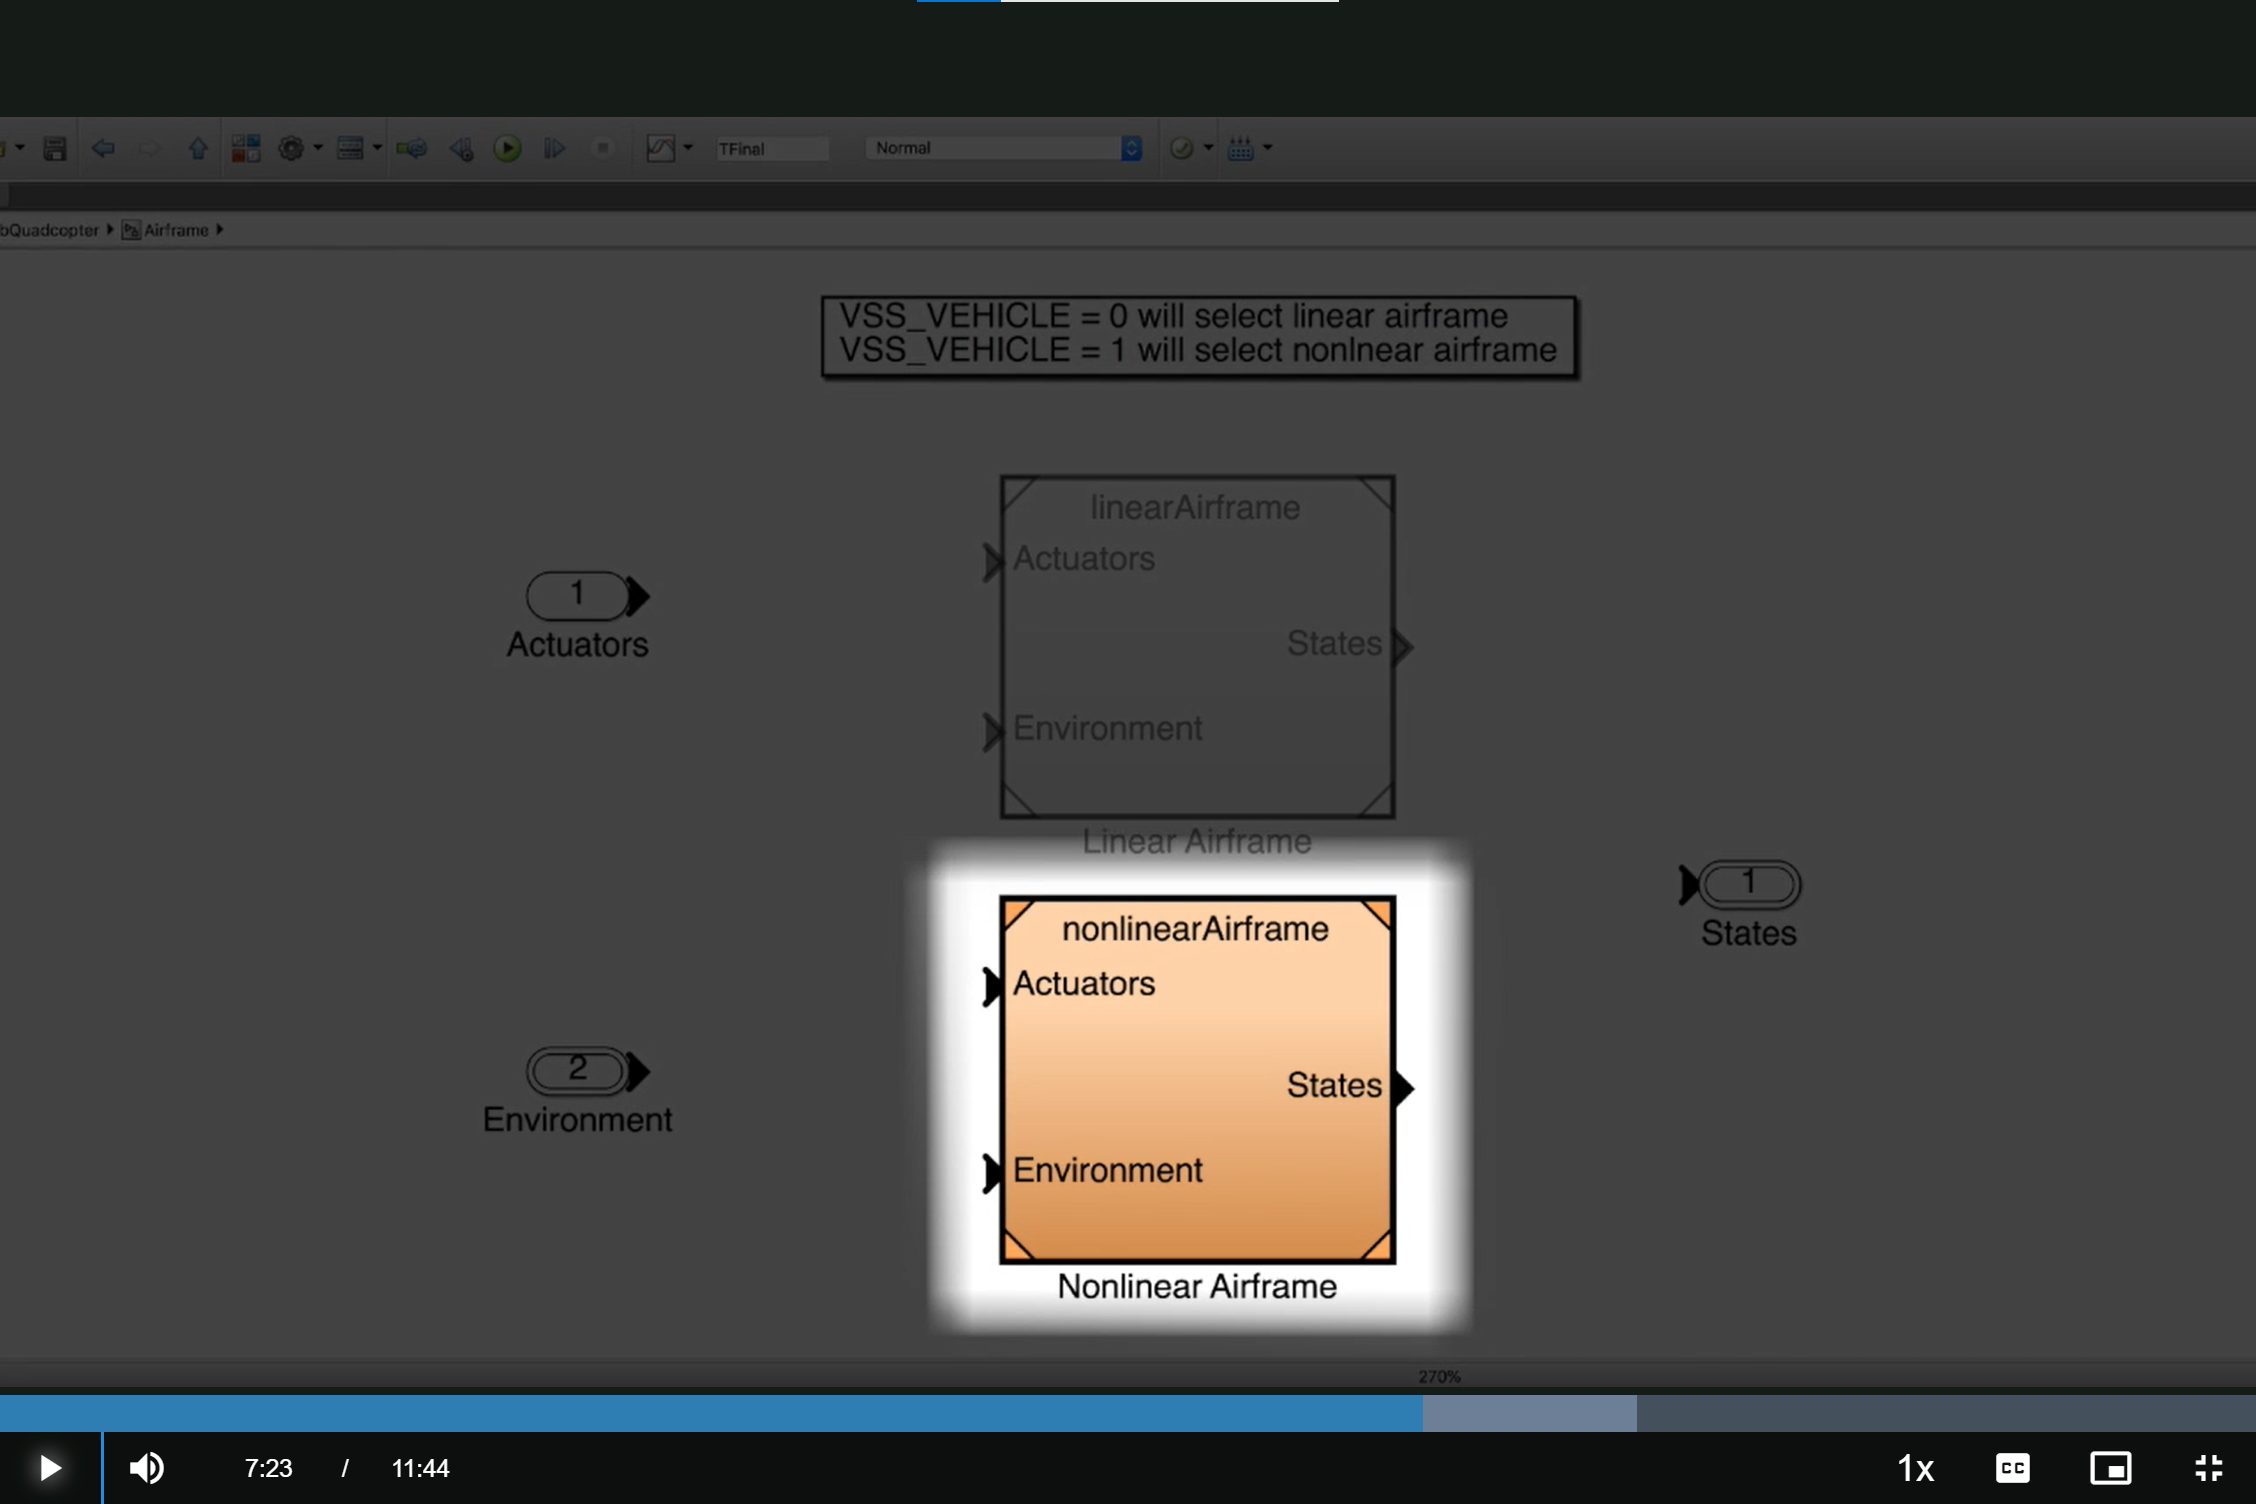 TFinal
Normal
bQuadcopter
Airframe
VSS_VEHICLE = 0 will select linear airframe
VSS_VEHICLE = 1 will select nonlnear airframe
linearAirframe
Actuators
States
Environment
Linear Airframe
1
Actuators
2
Environment
nonlinearAirframe
Actuators
States
Environment
Nonlinear Airframe
1
States
270%
7:23 / 11:44
1x
CC